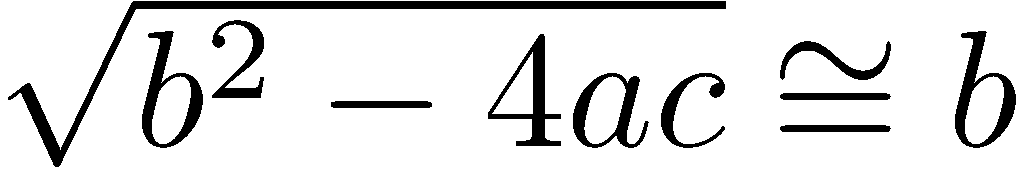 √(b² − 4ac) ≅ b